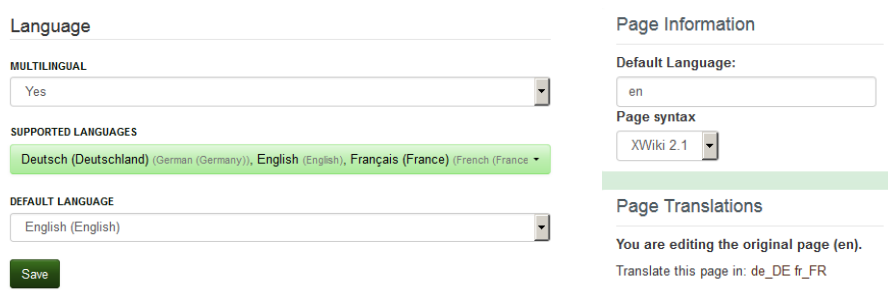 Language
MULTILINGUAL
Yes
SUPPORTED LANGUAGES
Deutsch (Deutschland) (German (Germany)), English (English), Français (France) (French (France
DEFAULT LANGUAGE
English (English)
Save
Page Information
Default Language:
en
Page syntax
XWiki 2.1
Page Translations
You are editing the original page (en).
Translate this page in: de_DE fr_FR